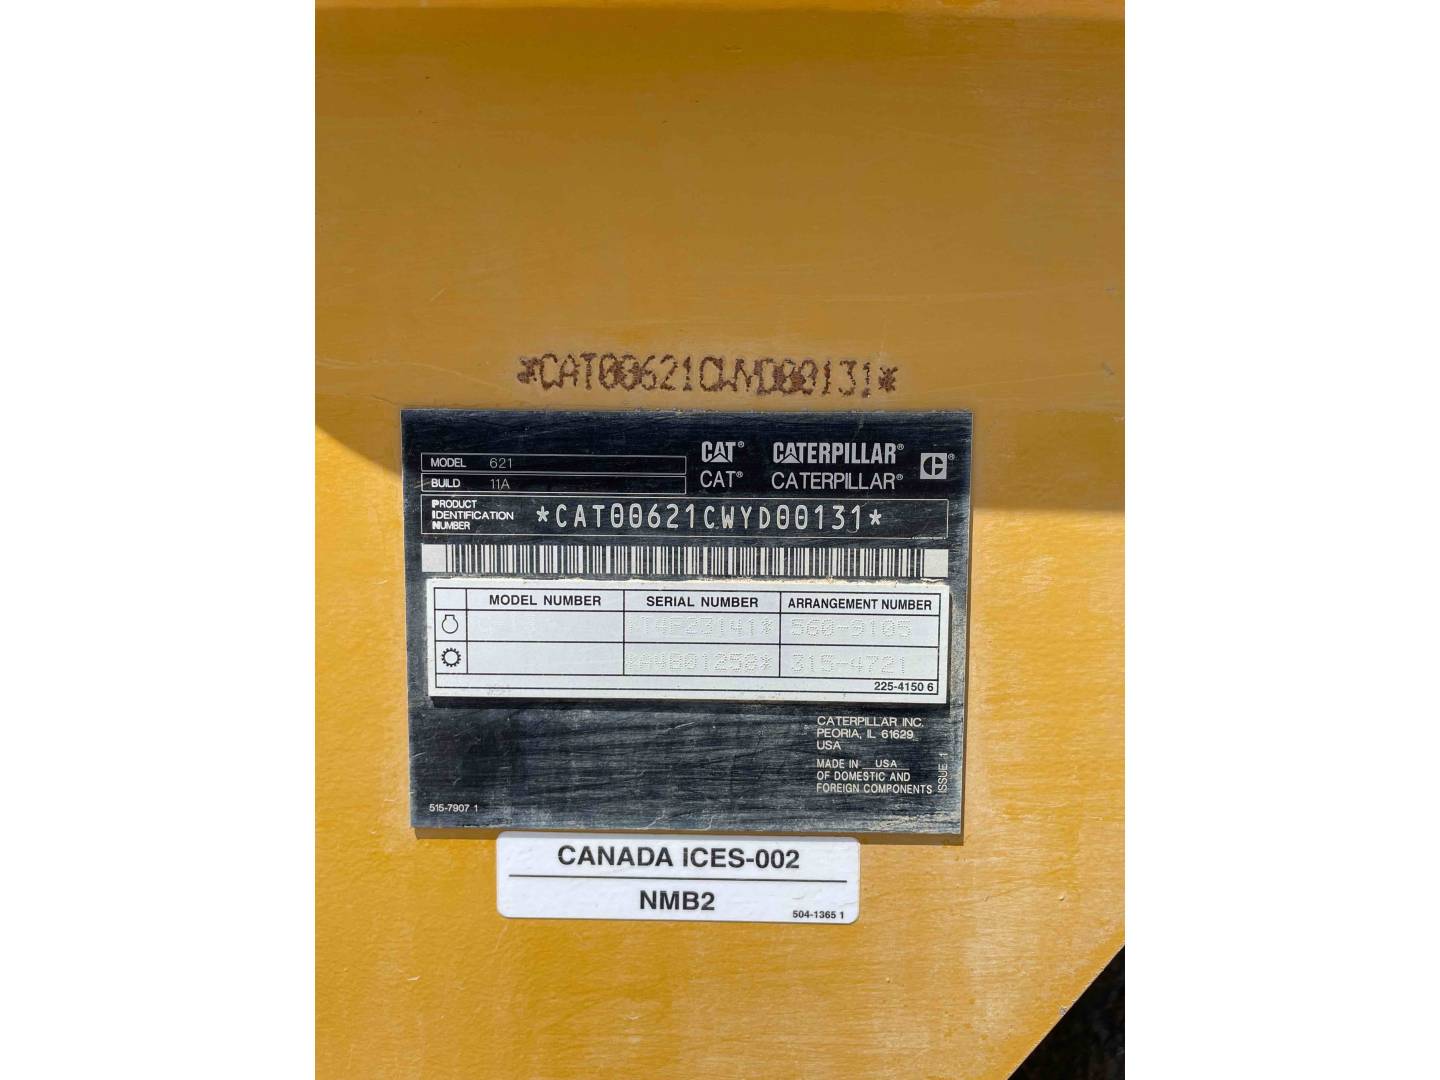 *CAT00621CWYD00131*
CAT® CATERPILLAR®
MODEL 621
CAT® CATERPILLAR®
BUILD 11A
PRODUCT IDENTIFICATION NUMBER *CAT00621CWYD00131*
MODEL NUMBER SERIAL NUMBER ARRANGEMENT NUMBER
560-9105
*A4B01258* 315-4721
225-4150 6
CATERPILLAR INC.
PEORIA, IL 61629
USA
MADE IN USA
OF DOMESTIC AND
FOREIGN COMPONENTS
ISSUE 1
515-7907 1
CANADA ICES-002
NMB2
504-1365 1